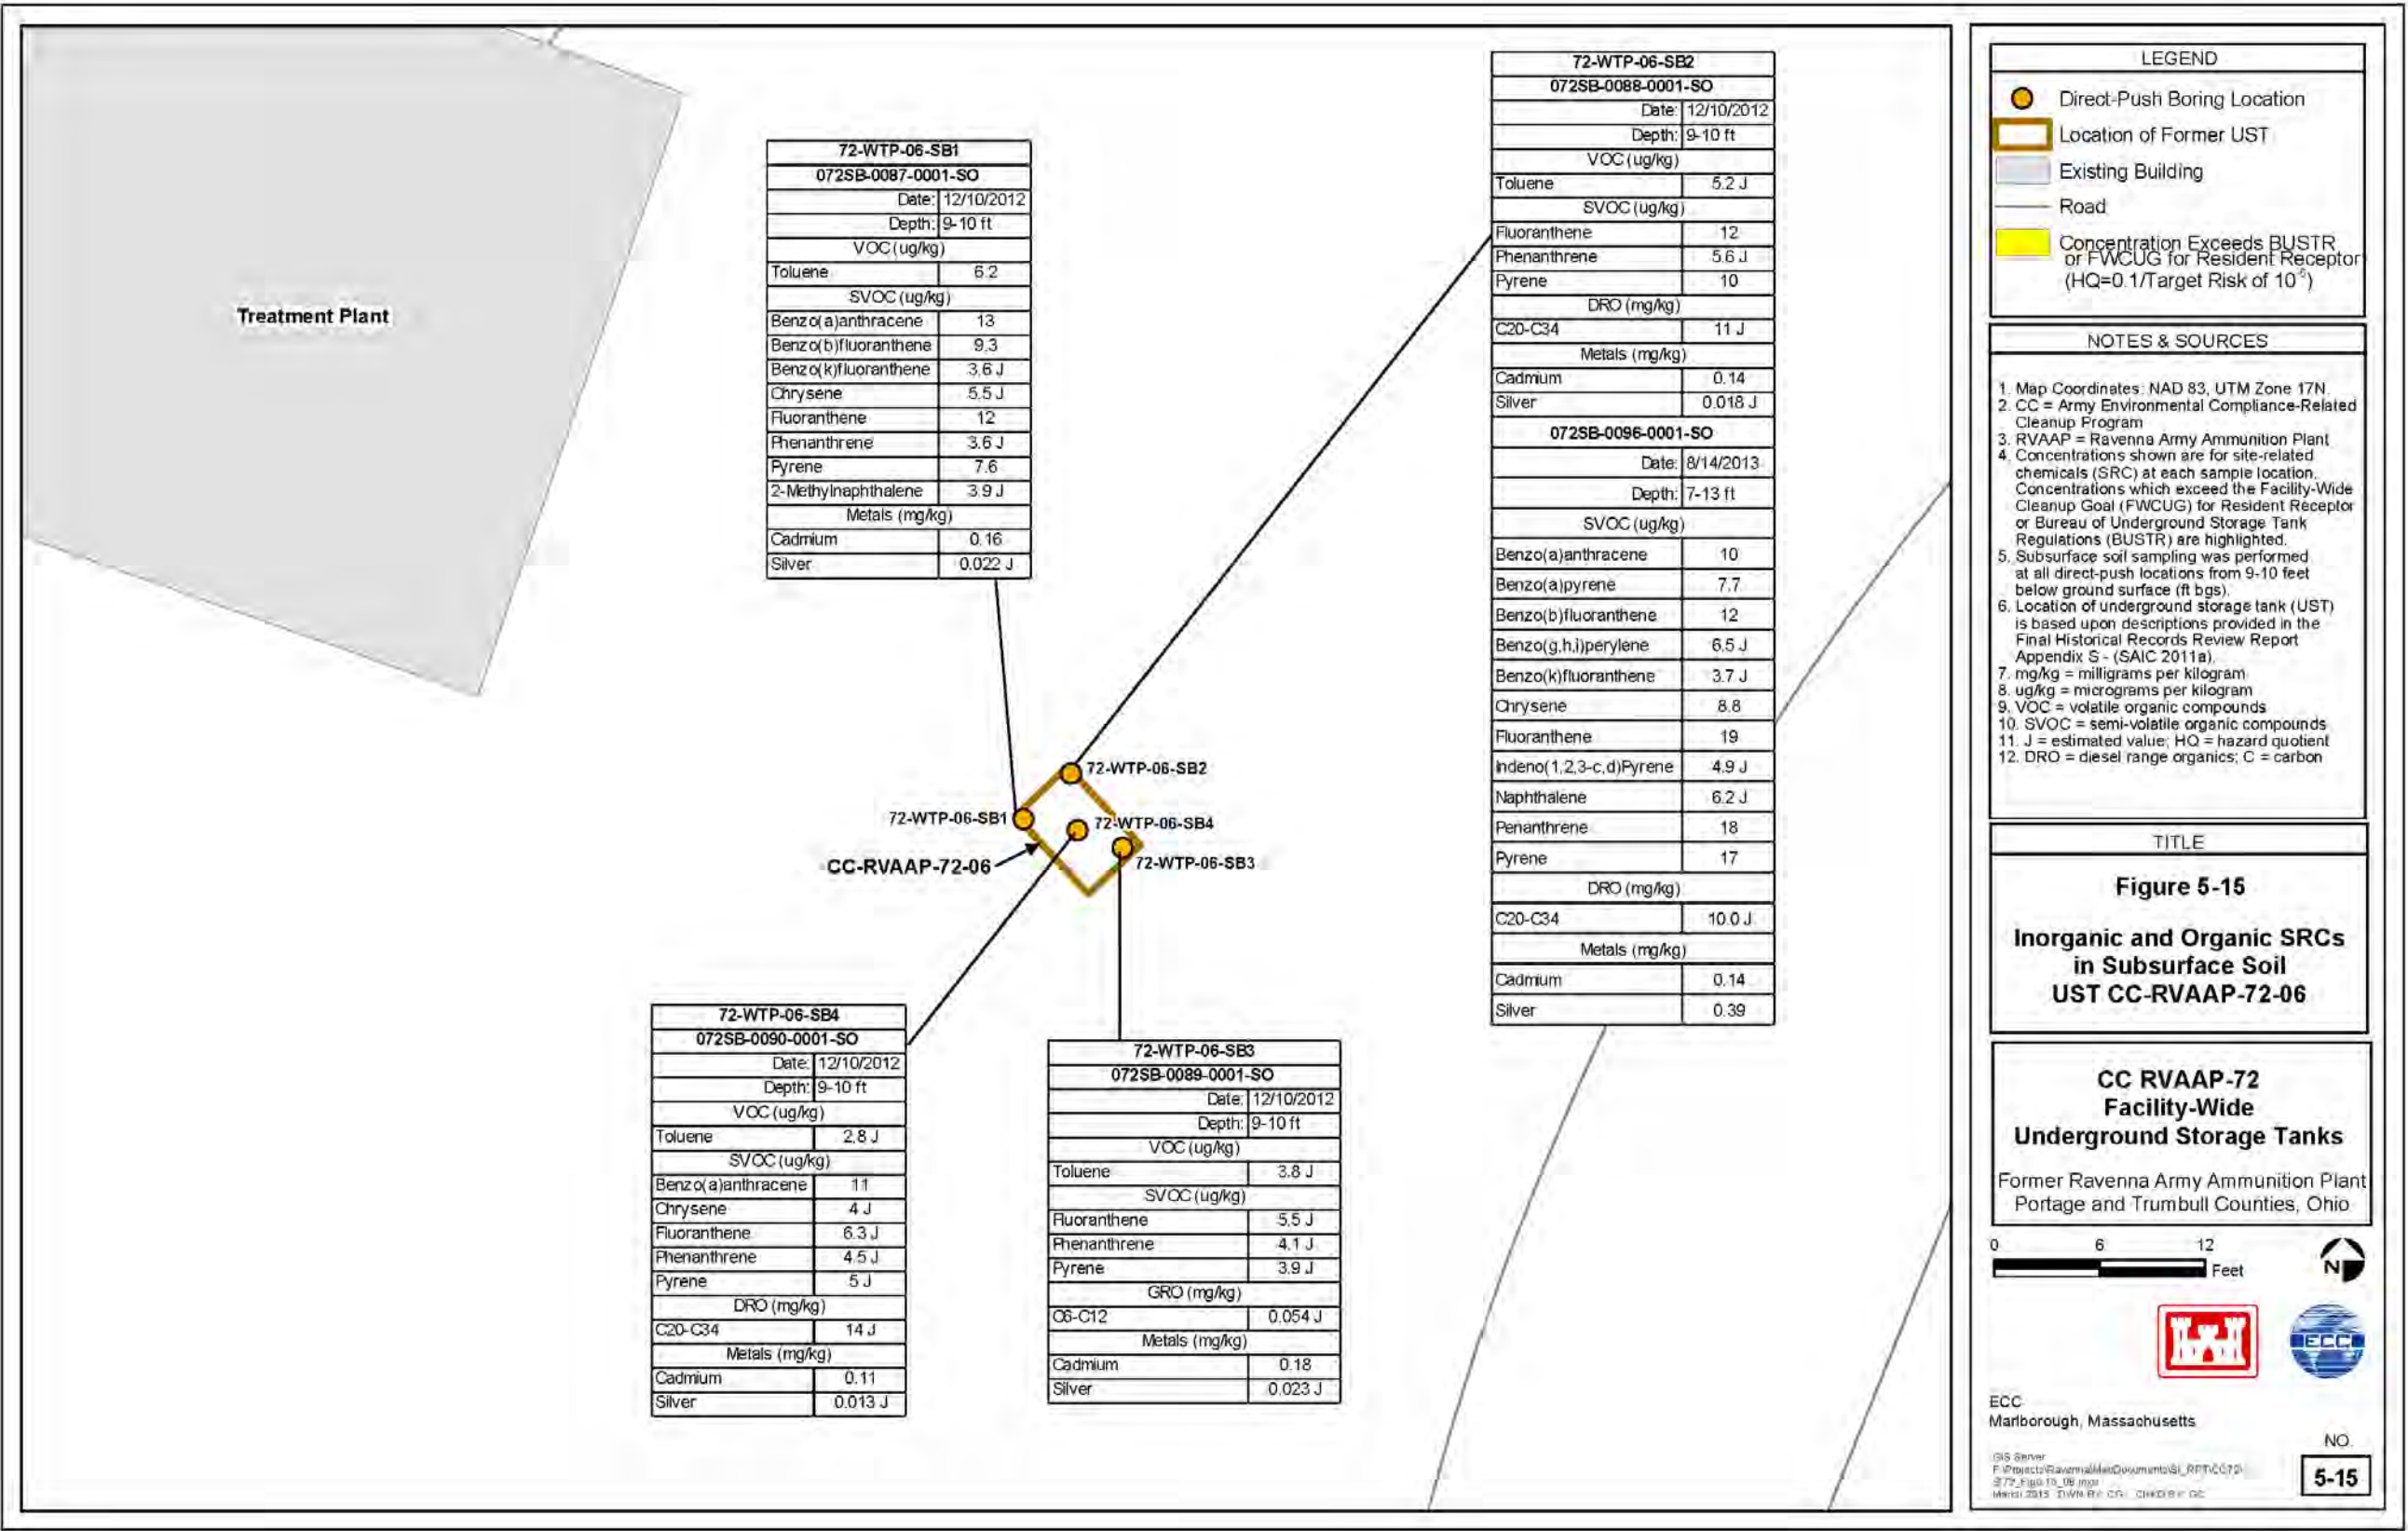 Treatment Plant
72-WTP-06-SB1
072SB-0087-0001-SO
Date: 12/10/2012
Depth: 9-10 ft
VOC (ug/kg)
Toluene 6.2
SVOC (ug/kg)
Benzo(a)anthracene 13
Benzo(b)fluoranthene 9.3
Benzo(k)fluoranthene 3.6 J
Chrysene 5.5 J
Fluoranthene 12
Phenanthrene 3.6 J
Pyrene 7.6
2-Methylnaphthalene 3.9 J
Metals (mg/kg)
Cadmium 0.16
Silver 0.022 J
72-WTP-06-SB2
072SB-0088-0001-SO
Date: 12/10/2012
Depth: 9-10 ft
VOC (ug/kg)
Toluene 5.2 J
SVOC (ug/kg)
Fluoranthene 12
Phenanthrene 5.6 J
Pyrene 10
DRO (mg/kg)
C20-C34 11 J
Metals (mg/kg)
Cadmium 0.14
Silver 0.018 J
072SB-0096-0001-SO
Date: 8/14/2013
Depth: 7-13 ft
SVOC (ug/kg)
Benzo(a)anthracene 10
Benzo(a)pyrene 7.7
Benzo(b)fluoranthene 12
Benzo(g,h,i)perylene 6.5 J
Benzo(k)fluoranthene 3.7 J
Chrysene 8.8
Fluoranthene 19
Indeno(1,2,3-c,d)Pyrene 4.9 J
Naphthalene 6.2 J
Penanthrene 18
Pyrene 17
DRO (mg/kg)
C20-C34 10.0 J
Metals (mg/kg)
Cadmium 0.14
Silver 0.39
72-WTP-06-SB2
72-WTP-06-SB1
72-WTP-06-SB4
72-WTP-06-SB3
CC-RVAAP-72-06
72-WTP-06-SB4
072SB-0090-0001-SO
Date: 12/10/2012
Depth: 9-10 ft
VOC (ug/kg)
Toluene 2.8 J
SVOC (ug/kg)
Benzo(a)anthracene 11
Chrysene 4 J
Fluoranthene 6.3 J
Phenanthrene 4.5 J
Pyrene 5 J
DRO (mg/kg)
C20-C34 14 J
Metals (mg/kg)
Cadmium 0.11
Silver 0.013 J
72-WTP-06-SB3
072SB-0089-0001-SO
Date: 12/10/2012
Depth: 9-10 ft
VOC (ug/kg)
Toluene 3.8 J
SVOC (ug/kg)
Fluoranthene 5.5 J
Phenanthrene 4.1 J
Pyrene 3.9 J
GRO (mg/kg)
C6-C12 0.054 J
Metals (mg/kg)
Cadmium 0.18
Silver 0.023 J
LEGEND
Direct-Push Boring Location
Location of Former UST
Existing Building
Road
Concentration Exceeds BUSTR
or FWCUG for Resident Receptor
(HQ=0.1/Target Risk of 10⁻⁶)
NOTES & SOURCES
1. Map Coordinates: NAD 83, UTM Zone 17N.
2. CC = Army Environmental Compliance-Related
Cleanup Program
3. RVAAP = Ravenna Army Ammunition Plant
4. Concentrations shown are for site-related
chemicals (SRC) at each sample location.
Concentrations which exceed the Facility-Wide
Cleanup Goal (FWCUG) for Resident Receptor
or Bureau of Underground Storage Tank
Regulations (BUSTR) are highlighted.
5. Subsurface soil sampling was performed
at all direct-push locations from 9-10 feet
below ground surface (ft bgs).
6. Location of underground storage tank (UST)
is based upon descriptions provided in the
Final Historical Records Review Report
Appendix S - (SAIC 2011a).
7. mg/kg = milligrams per kilogram
8. ug/kg = micrograms per kilogram
9. VOC = volatile organic compounds
10. SVOC = semi-volatile organic compounds
11. J = estimated value; HQ = hazard quotient
12. DRO = diesel range organics; C = carbon
TITLE
Figure 5-15
Inorganic and Organic SRCs
in Subsurface Soil
UST CC-RVAAP-72-06
CC RVAAP-72
Facility-Wide
Underground Storage Tanks
Former Ravenna Army Ammunition Plant
Portage and Trumbull Counties, Ohio
0 6 12
Feet
N
ECC
ECC
Marlborough, Massachusetts
GIS Server
NO.
5-15